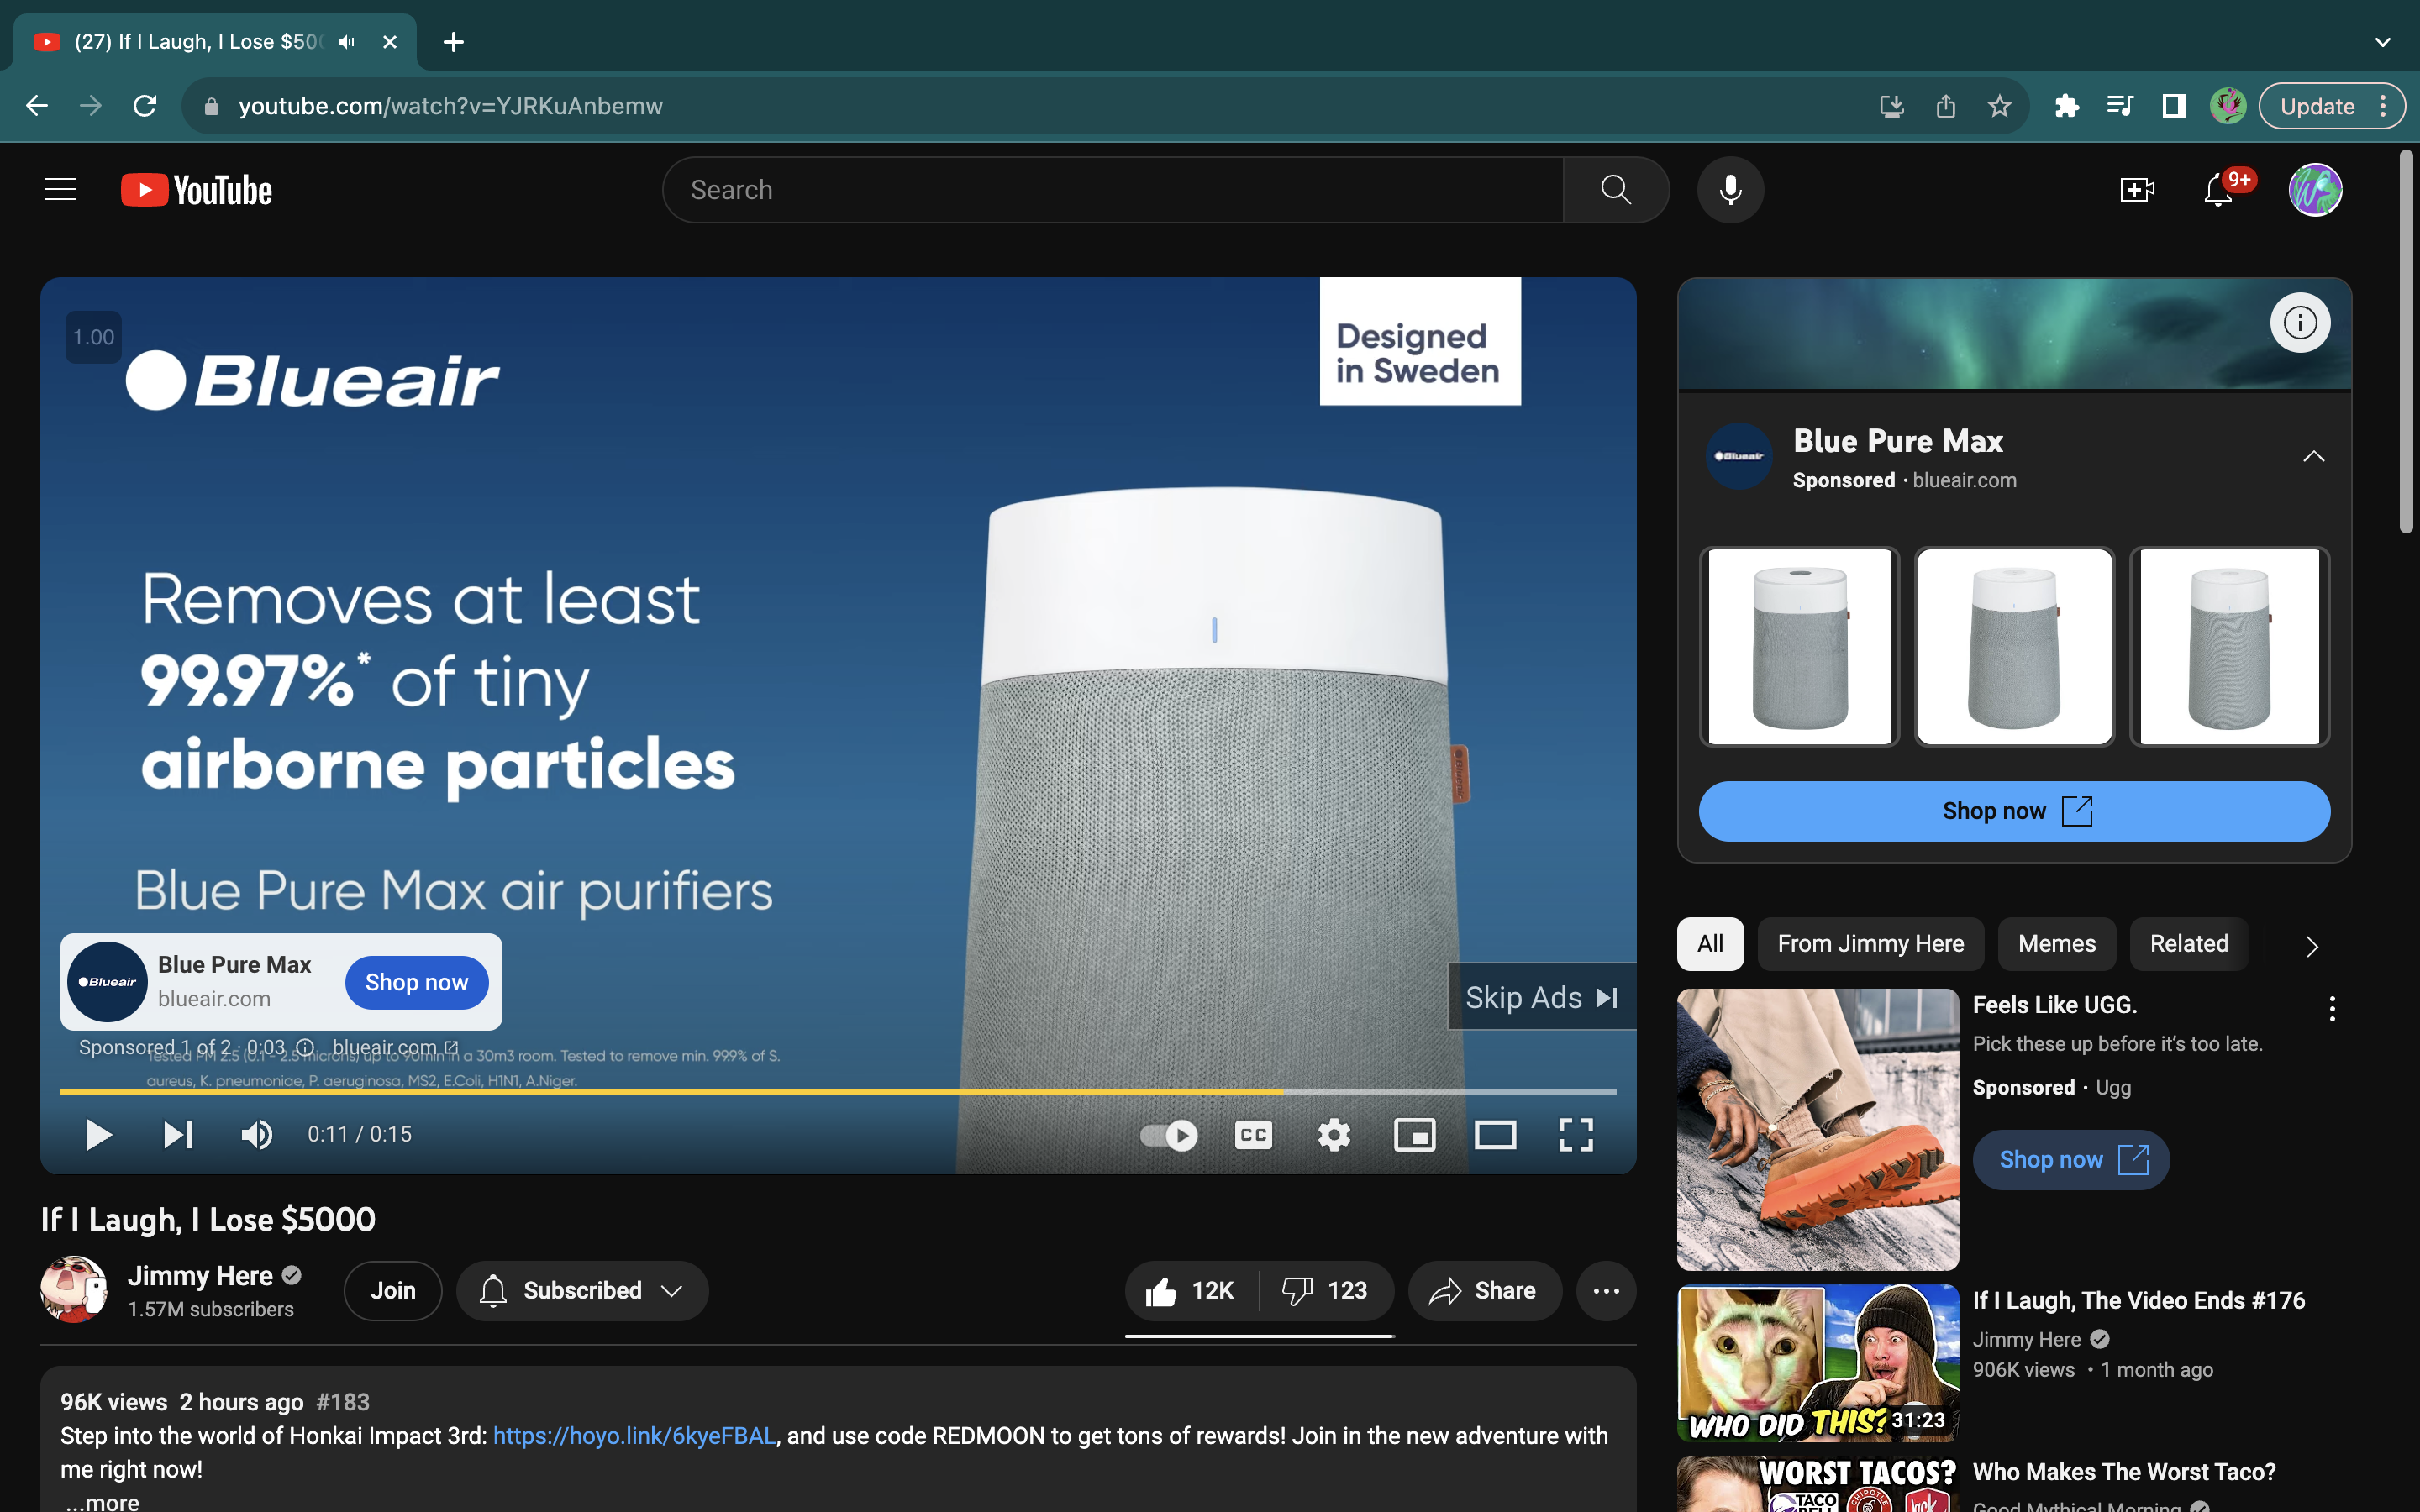 (27) If I Laugh, I Lose $500
youtube.com/watch?v=YJRKuAnbemw
Update
YouTube
Search
9+
1.00
Blueair
Designed
in Sweden
Removes at least
99.97%* of tiny
airborne particles
Blue Pure Max air purifiers
Blueair
Blue Pure Max
blueair.com
Shop now
Skip Ads
Sponsored 1 of 2 · 0:03 blueair.com
Tested PM 2.5 (0.1 - 2.5 microns) up to 90min in a 30m3 room. Tested to remove min. 99.9% of S.
aureus, K. pneumoniae, P. aeruginosa, MS2, E.Coli, H1N1, A.Niger.
0:11 / 0:15
CC
If I Laugh, I Lose $5000
Jimmy Here
1.57M subscribers
Join
Subscribed
12K
123
Share
96K views 2 hours ago #183
Step into the world of Honkai Impact 3rd: https://hoyo.link/6kyeFBAL, and use code REDMOON to get tons of rewards! Join in the new adventure with
me right now!
...more
Blueair
Blue Pure Max
Sponsored · blueair.com
Shop now
All
From Jimmy Here
Memes
Related
Feels Like UGG.
Pick these up before it's too late.
Sponsored · Ugg
Shop now
WHO DID THIS?
31:23
If I Laugh, The Video Ends #176
Jimmy Here
906K views • 1 month ago
WORST TACOS?
TACO
BELL
CHIPOTLE
Jack
Who Makes The Worst Taco?
Good Mythical Morning